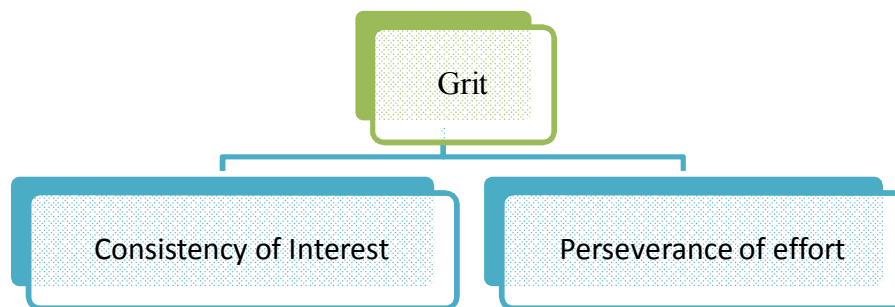 Grit
Consistency of Interest
Perseverance of effort